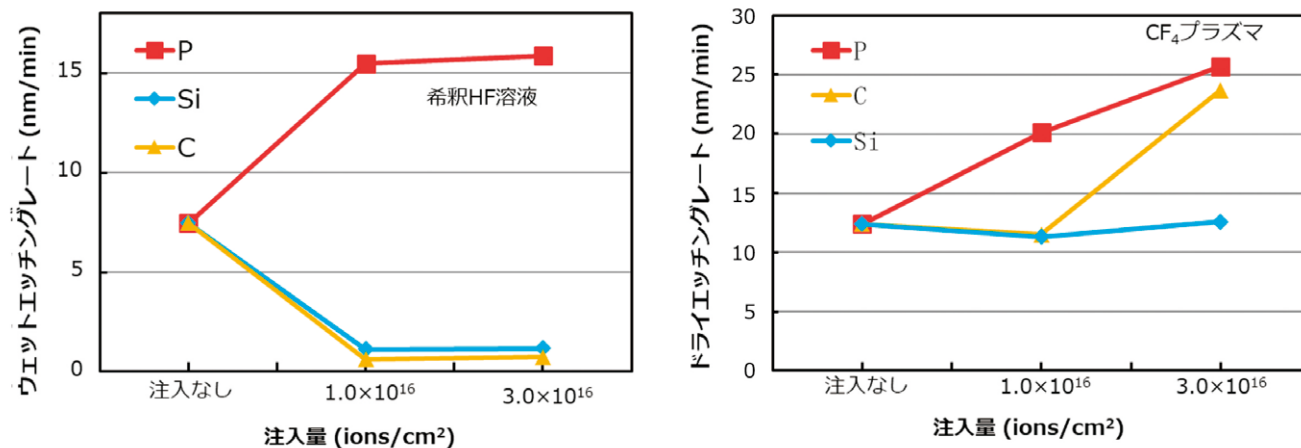 ウェットエッチングレート (nm/min)
15
10
5
0
P
Si
C
希釈HF溶液
注入なし
1.0×10¹⁶
3.0×10¹⁶
注入量 (ions/cm²)
ドライエッチングレート (nm/min)
30
25
20
15
10
5
0
P
C
Si
CF₄プラズマ
注入なし
1.0×10¹⁶
3.0×10¹⁶
注入量 (ions/cm²)